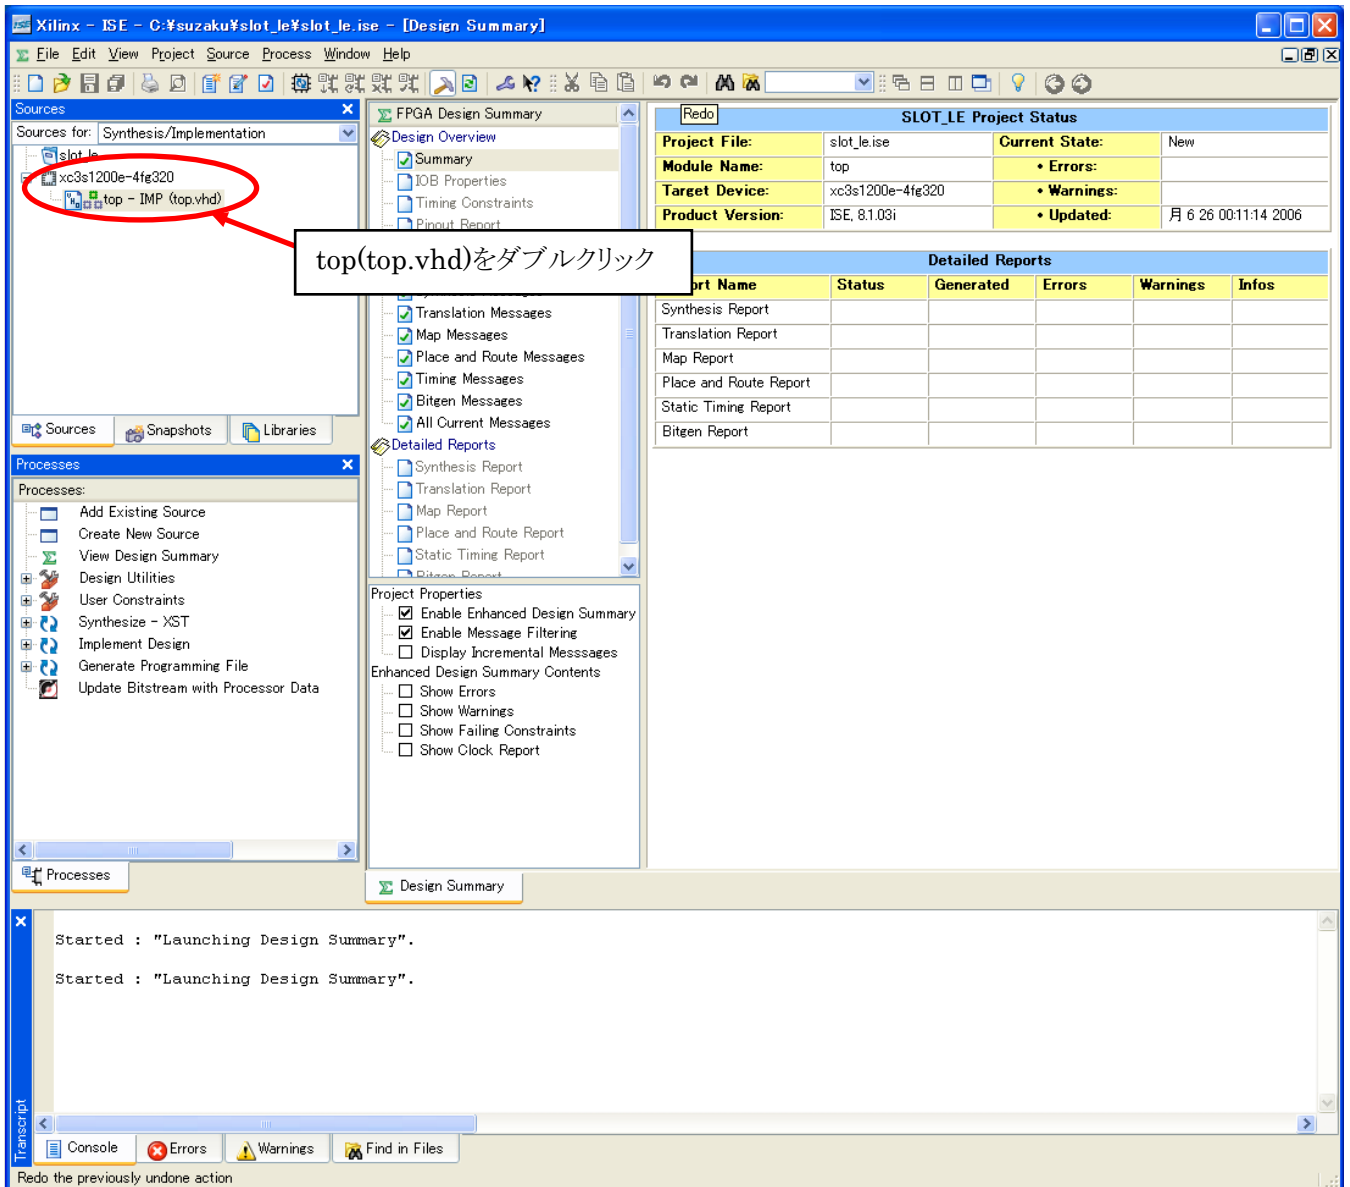 Xilinx - ISE - C:¥suzaku¥slot_le¥slot_le.ise - [Design Summary]
File Edit View Project Source Process Window Help
Sources
Sources for: Synthesis/Implementation
slot_le
xc3s1200e-4fg320
top - IMP (top.vhd)
Sources Snapshots Libraries
top(top.vhd)をダブルクリック
Processes
Processes:
Add Existing Source
Create New Source
View Design Summary
Design Utilities
User Constraints
Synthesize - XST
Implement Design
Generate Programming File
Update Bitstream with Processor Data
Processes
FPGA Design Summary
Design Overview
Summary
IOB Properties
Timing Constraints
Pinout Report
Translation Messages
Map Messages
Place and Route Messages
Timing Messages
Bitgen Messages
All Current Messages
Detailed Reports
Synthesis Report
Translation Report
Map Report
Place and Route Report
Static Timing Report
Bitgen Report
Project Properties
Enable Enhanced Design Summary
Enable Message Filtering
Display Incremental Messsages
Enhanced Design Summary Contents
Show Errors
Show Warnings
Show Failing Constraints
Show Clock Report
Design Summary
Redo
SLOT_LE Project Status
Project File: slot_le.ise Current State: New
Module Name: top • Errors:
Target Device: xc3s1200e-4fg320 • Warnings:
Product Version: ISE, 8.1.03i • Updated: 月 6 26 00:11:14 2006
Detailed Reports
Name Status Generated Errors Warnings Infos
Synthesis Report
Translation Report
Map Report
Place and Route Report
Static Timing Report
Bitgen Report
Started : "Launching Design Summary".
Started : "Launching Design Summary".
Transcript
Console Errors Warnings Find in Files
Redo the previously undone action